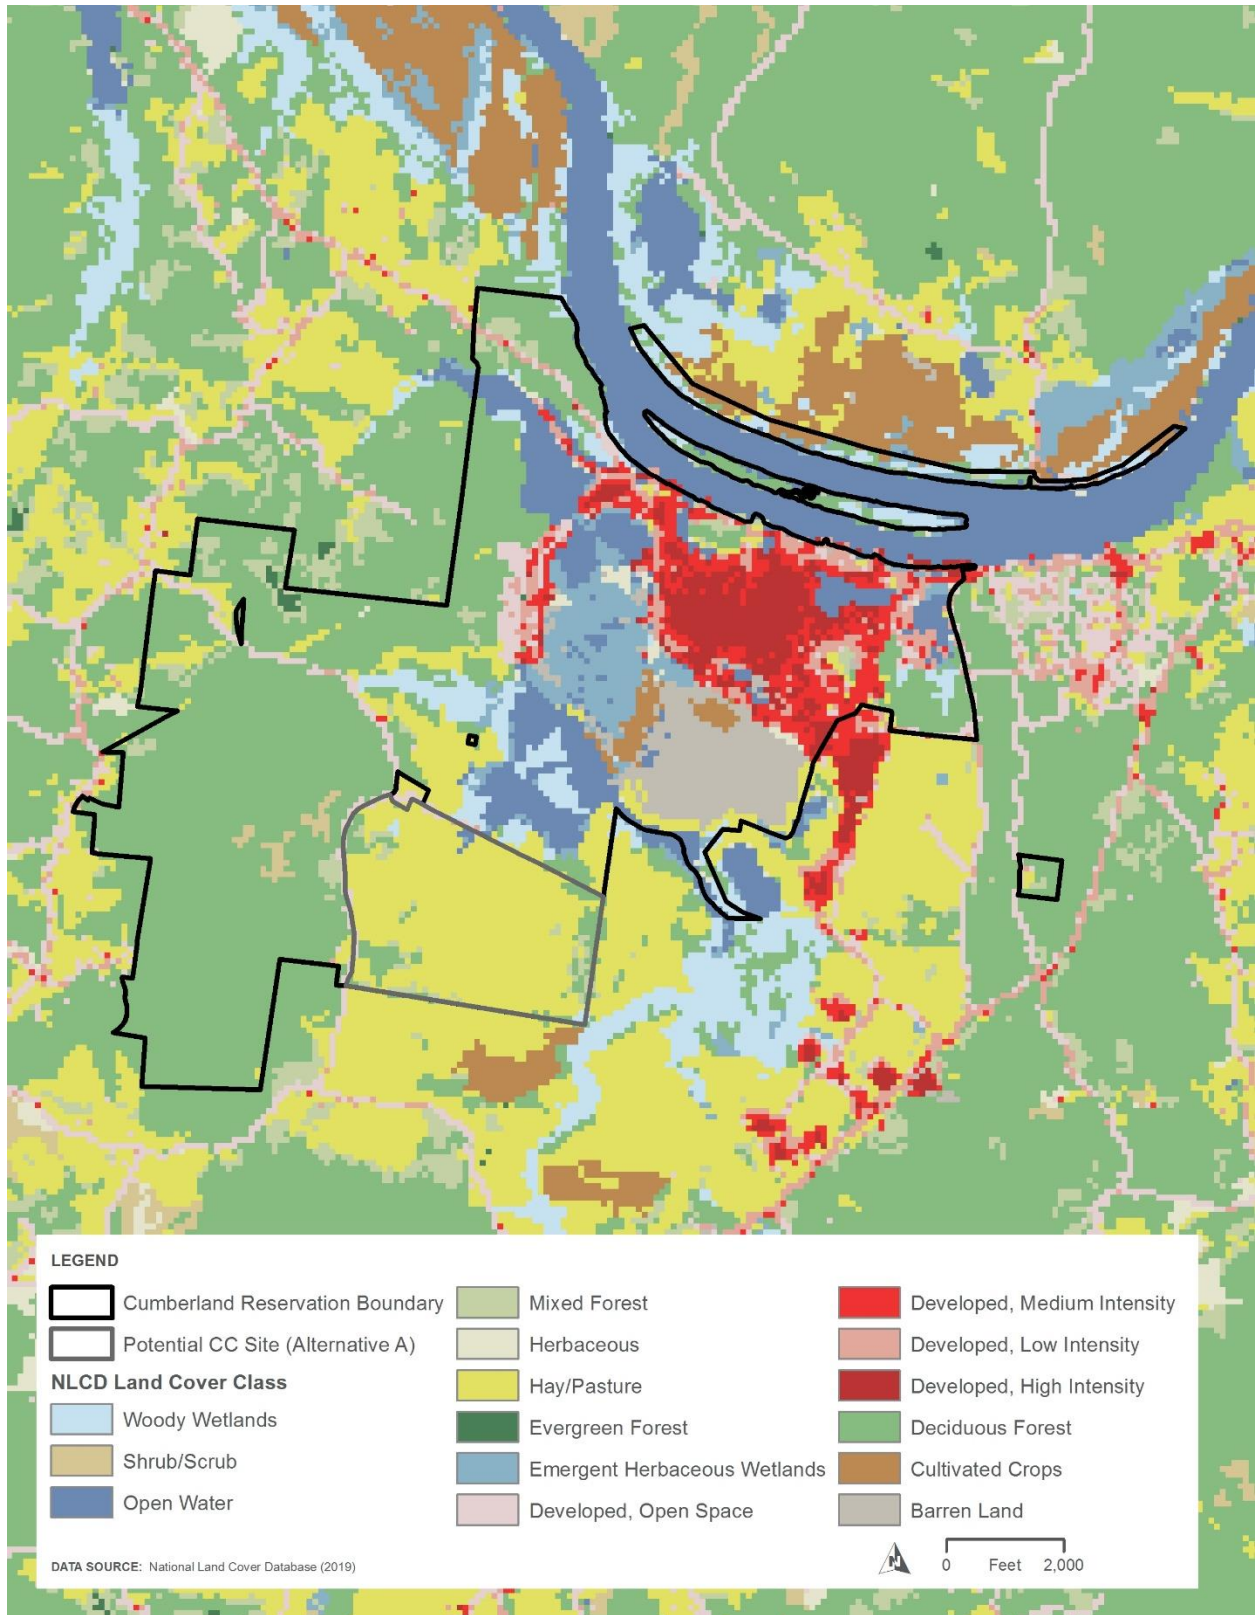 LEGEND
Cumberland Reservation Boundary
Potential CC Site (Alternative A)
NLCD Land Cover Class
Woody Wetlands
Shrub/Scrub
Open Water
Mixed Forest
Herbaceous
Hay/Pasture
Evergreen Forest
Emergent Herbaceous Wetlands
Developed, Open Space
Developed, Medium Intensity
Developed, Low Intensity
Developed, High Intensity
Deciduous Forest
Cultivated Crops
Barren Land
DATA SOURCE: National Land Cover Database (2019)
N
0 Feet 2,000